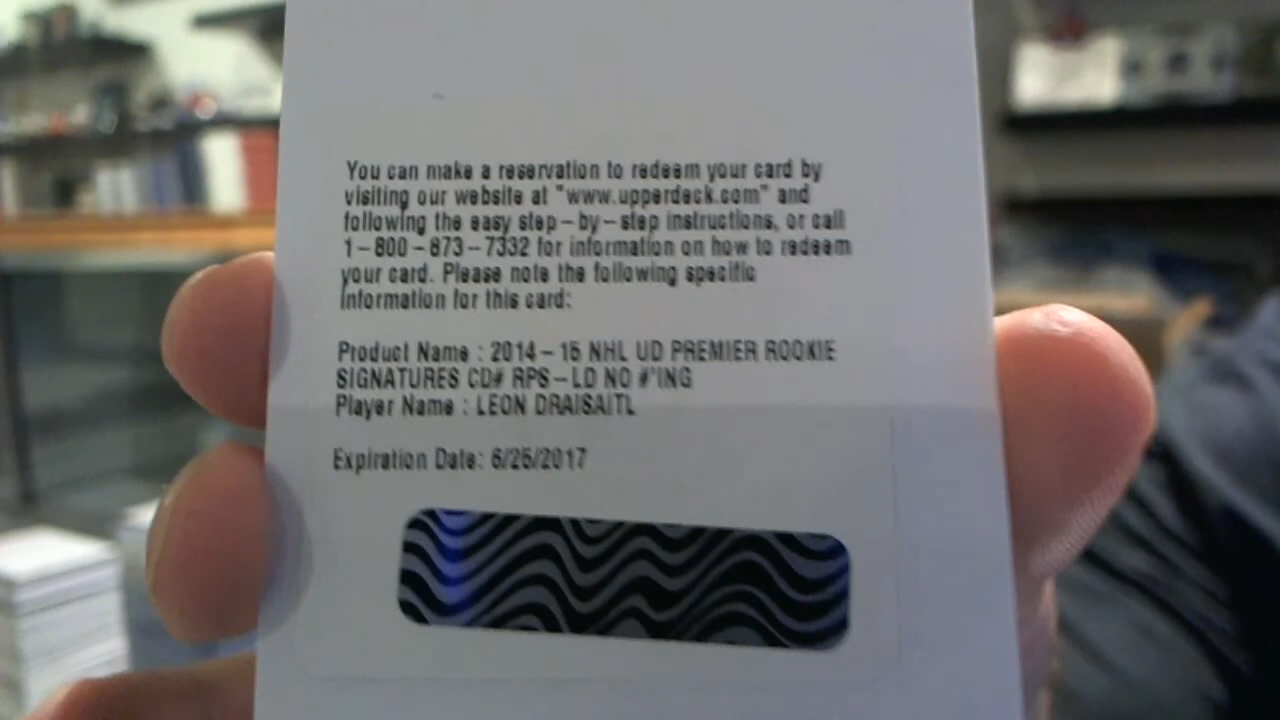 You can make a reservation to redeem your card by
visiting our website at "www.upperdeck.com" and
following the easy step-by-step instructions, or call
1-800-873-7332 for information on how to redeem
your card. Please note the following specific
information for this card:
Product Name : 2014-15 NHL UD PREMIER ROOKIE
SIGNATURES CD# RPS-LD NO #'ING
Player Name : LEON DRAISAITL
Expiration Date: 6/25/2017